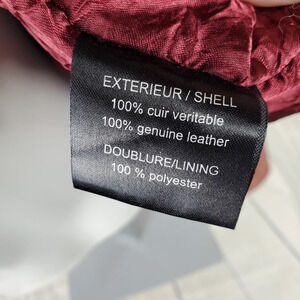 EXTERIEUR / SHELL
100% cuir veritable
100% genuine leather
DOUBLURE/LINING
100 % polyester